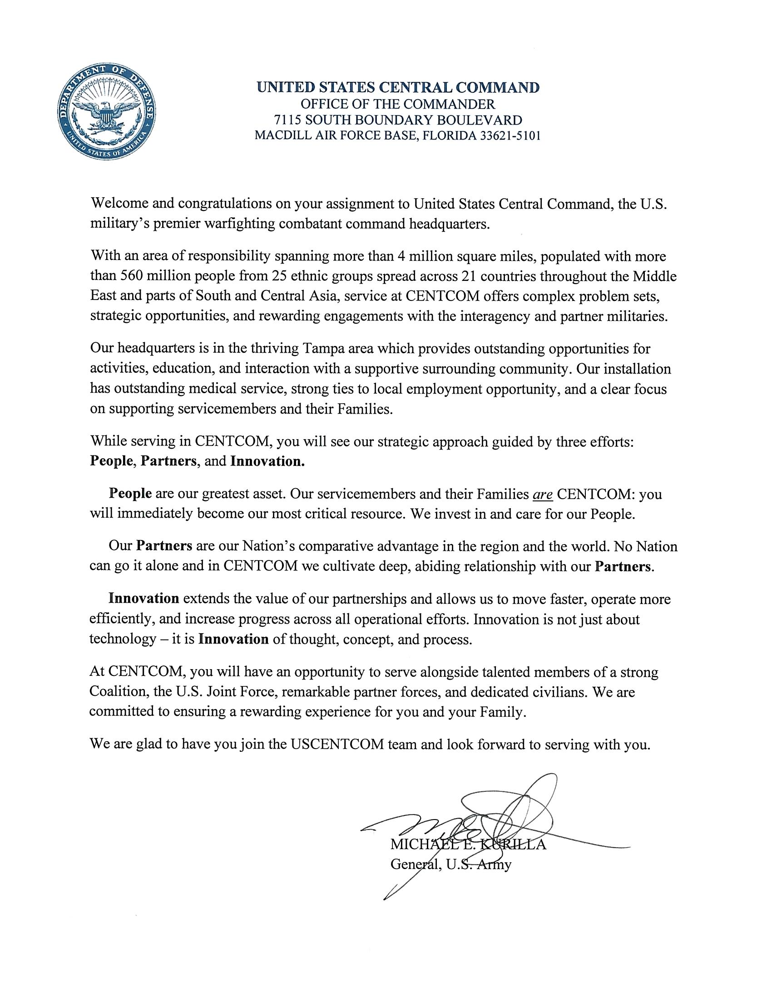 DEPARTMENT OF DEFENSE
UNITED STATES OF AMERICA
UNITED STATES CENTRAL COMMAND
OFFICE OF THE COMMANDER
7115 SOUTH BOUNDARY BOULEVARD
MACDILL AIR FORCE BASE, FLORIDA 33621-5101
Welcome and congratulations on your assignment to United States Central Command, the U.S.
military’s premier warfighting combatant command headquarters.
With an area of responsibility spanning more than 4 million square miles, populated with more
than 560 million people from 25 ethnic groups spread across 21 countries throughout the Middle
East and parts of South and Central Asia, service at CENTCOM offers complex problem sets,
strategic opportunities, and rewarding engagements with the interagency and partner militaries.
Our headquarters is in the thriving Tampa area which provides outstanding opportunities for
activities, education, and interaction with a supportive surrounding community. Our installation
has outstanding medical service, strong ties to local employment opportunity, and a clear focus
on supporting servicemembers and their Families.
While serving in CENTCOM, you will see our strategic approach guided by three efforts:
People, Partners, and Innovation.
People are our greatest asset. Our servicemembers and their Families are CENTCOM: you
will immediately become our most critical resource. We invest in and care for our People.
Our Partners are our Nation’s comparative advantage in the region and the world. No Nation
can go it alone and in CENTCOM we cultivate deep, abiding relationship with our Partners.
Innovation extends the value of our partnerships and allows us to move faster, operate more
efficiently, and increase progress across all operational efforts. Innovation is not just about
technology – it is Innovation of thought, concept, and process.
At CENTCOM, you will have an opportunity to serve alongside talented members of a strong
Coalition, the U.S. Joint Force, remarkable partner forces, and dedicated civilians. We are
committed to ensuring a rewarding experience for you and your Family.
We are glad to have you join the USCENTCOM team and look forward to serving with you.
MICHAEL E. KURILLA
General, U.S. Army